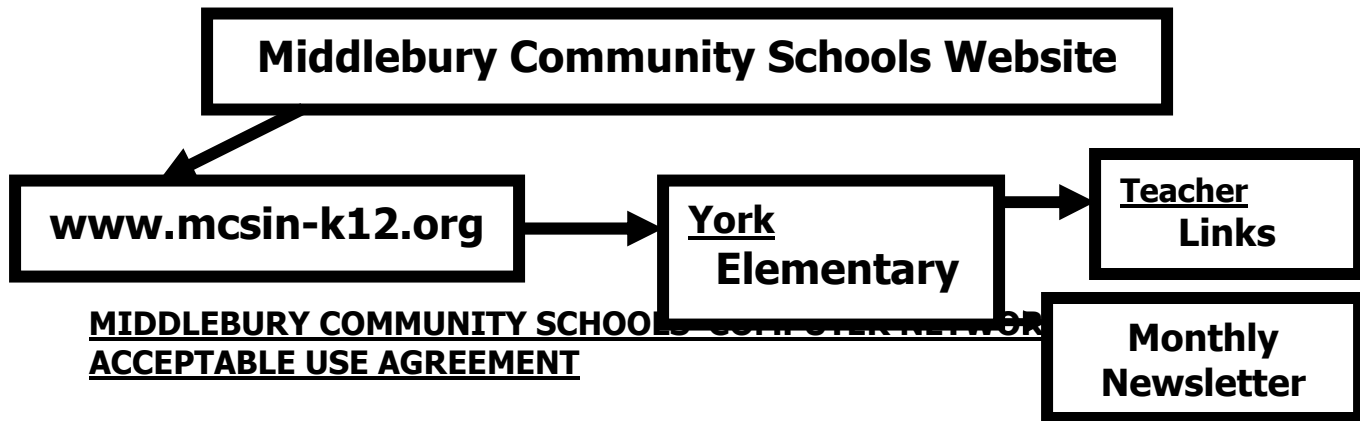 Middlebury Community Schools Website
www.mcsin-k12.org
York
Elementary
Teacher
Links
Monthly
Newsletter
MIDDLEBURY COMMUNITY
ACCEPTABLE USE AGREEMENT